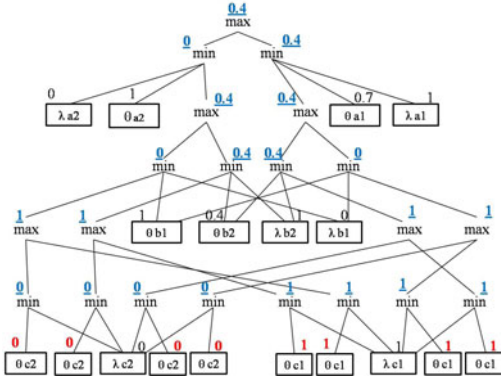 0.4
max
0 0.4
min min
0 1 0.7 1
λ a2 θ a2 θ a1 λ a1
0.4 0.4
max max
0 0.4 0.4 0
min min min min
1 1 1 0.4 1 0 1 1
max max θ b1 θ b2 λ b2 λ b1 max max
0 0 0 0 1 1 1 1
min min min min min min min min
0 0 0 0 0 1 1 1 1 1
θ c2 θ c2 λ c2 θ c2 θ c2 θ c1 θ c1 λ c1 θ c1 θ c1